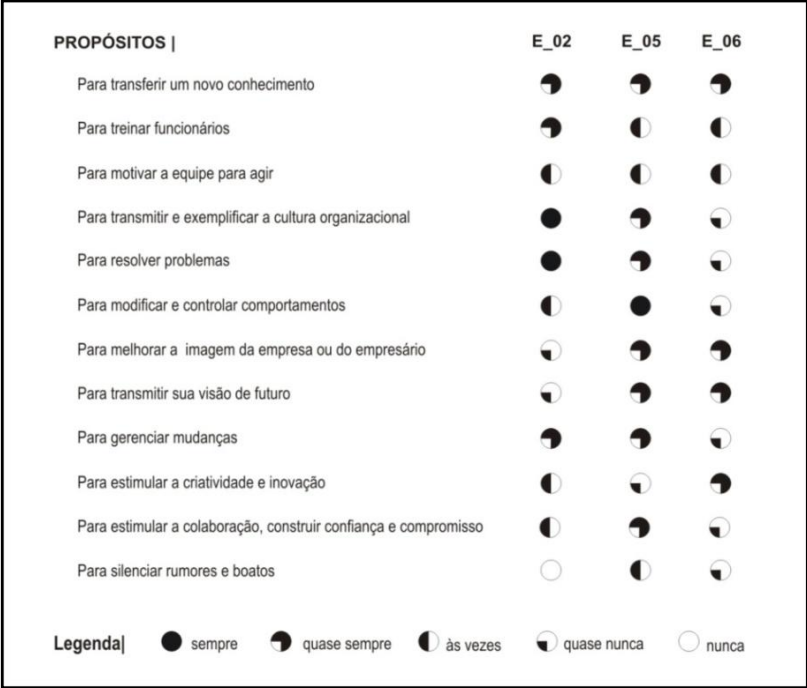 PROPÓSITOS | E_02 E_05 E_06
Para transferir um novo conhecimento
Para treinar funcionários
Para motivar a equipe para agir
Para transmitir e exemplificar a cultura organizacional
Para resolver problemas
Para modificar e controlar comportamentos
Para melhorar a imagem da empresa ou do empresário
Para transmitir sua visão de futuro
Para gerenciar mudanças
Para estimular a criatividade e inovação
Para estimular a colaboração, construir confiança e compromisso
Para silenciar rumores e boatos
Legenda| sempre quase sempre às vezes quase nunca nunca